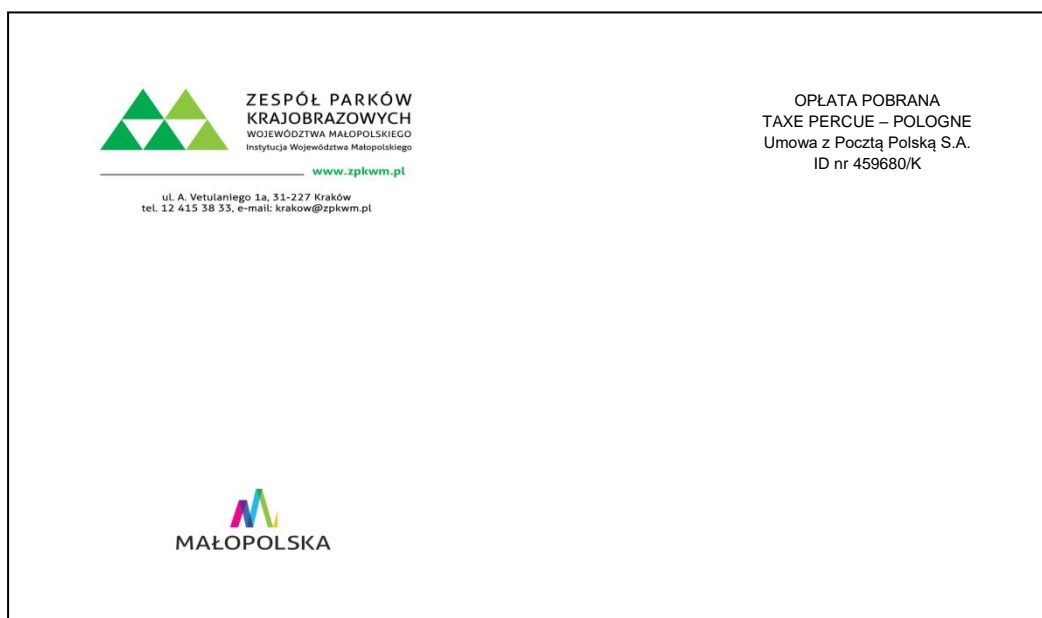 ZESPÓŁ PARKÓW
KRAJOBRAZOWYCH
WOJEWÓDZTWA MAŁOPOLSKIEGO
Instytucja Województwa Małopolskiego
www.zpkwm.pl
ul. A. Vetulaniego 1a, 31-227 Kraków
tel. 12 415 38 33, e-mail: krakow@zpkwm.pl
OPŁATA POBRANA
TAXE PERCUE – POLOGNE
Umowa z Pocztą Polską S.A.
ID nr 459680/K
MAŁOPOLSKA